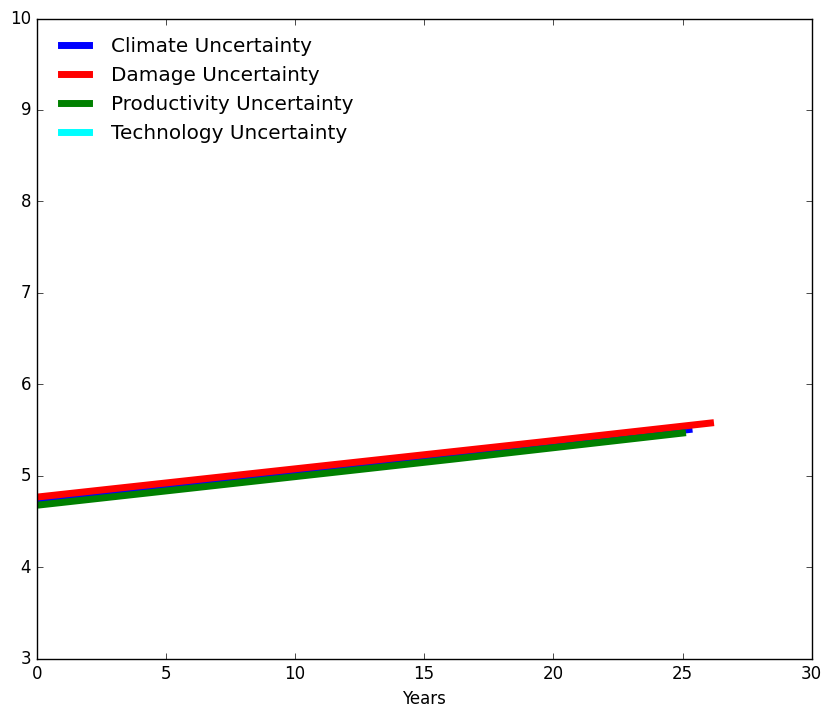 10
Climate Uncertainty
Damage Uncertainty
Productivity Uncertainty
Technology Uncertainty
9
8
7
6
5
4
3
0 5 10 15 20 25 30
Years